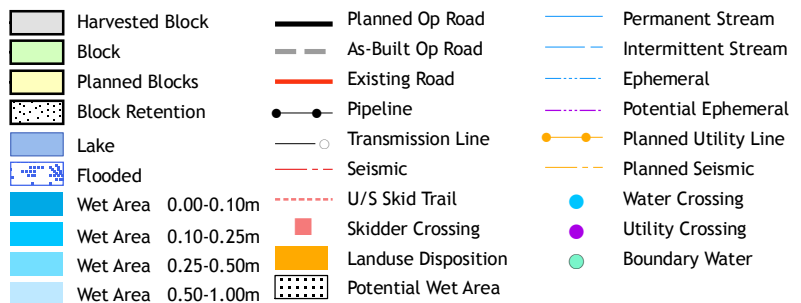 Harvested Block
Block
Planned Blocks
Block Retention
Lake
Flooded
Wet Area 0.00-0.10m
Wet Area 0.10-0.25m
Wet Area 0.25-0.50m
Wet Area 0.50-1.00m
Planned Op Road
As-Built Op Road
Existing Road
Pipeline
Transmission Line
Seismic
U/S Skid Trail
Skidder Crossing
Landuse Disposition
Potential Wet Area
Permanent Stream
Intermittent Stream
Ephemeral
Potential Ephemeral
Planned Utility Line
Planned Seismic
Water Crossing
Utility Crossing
Boundary Water